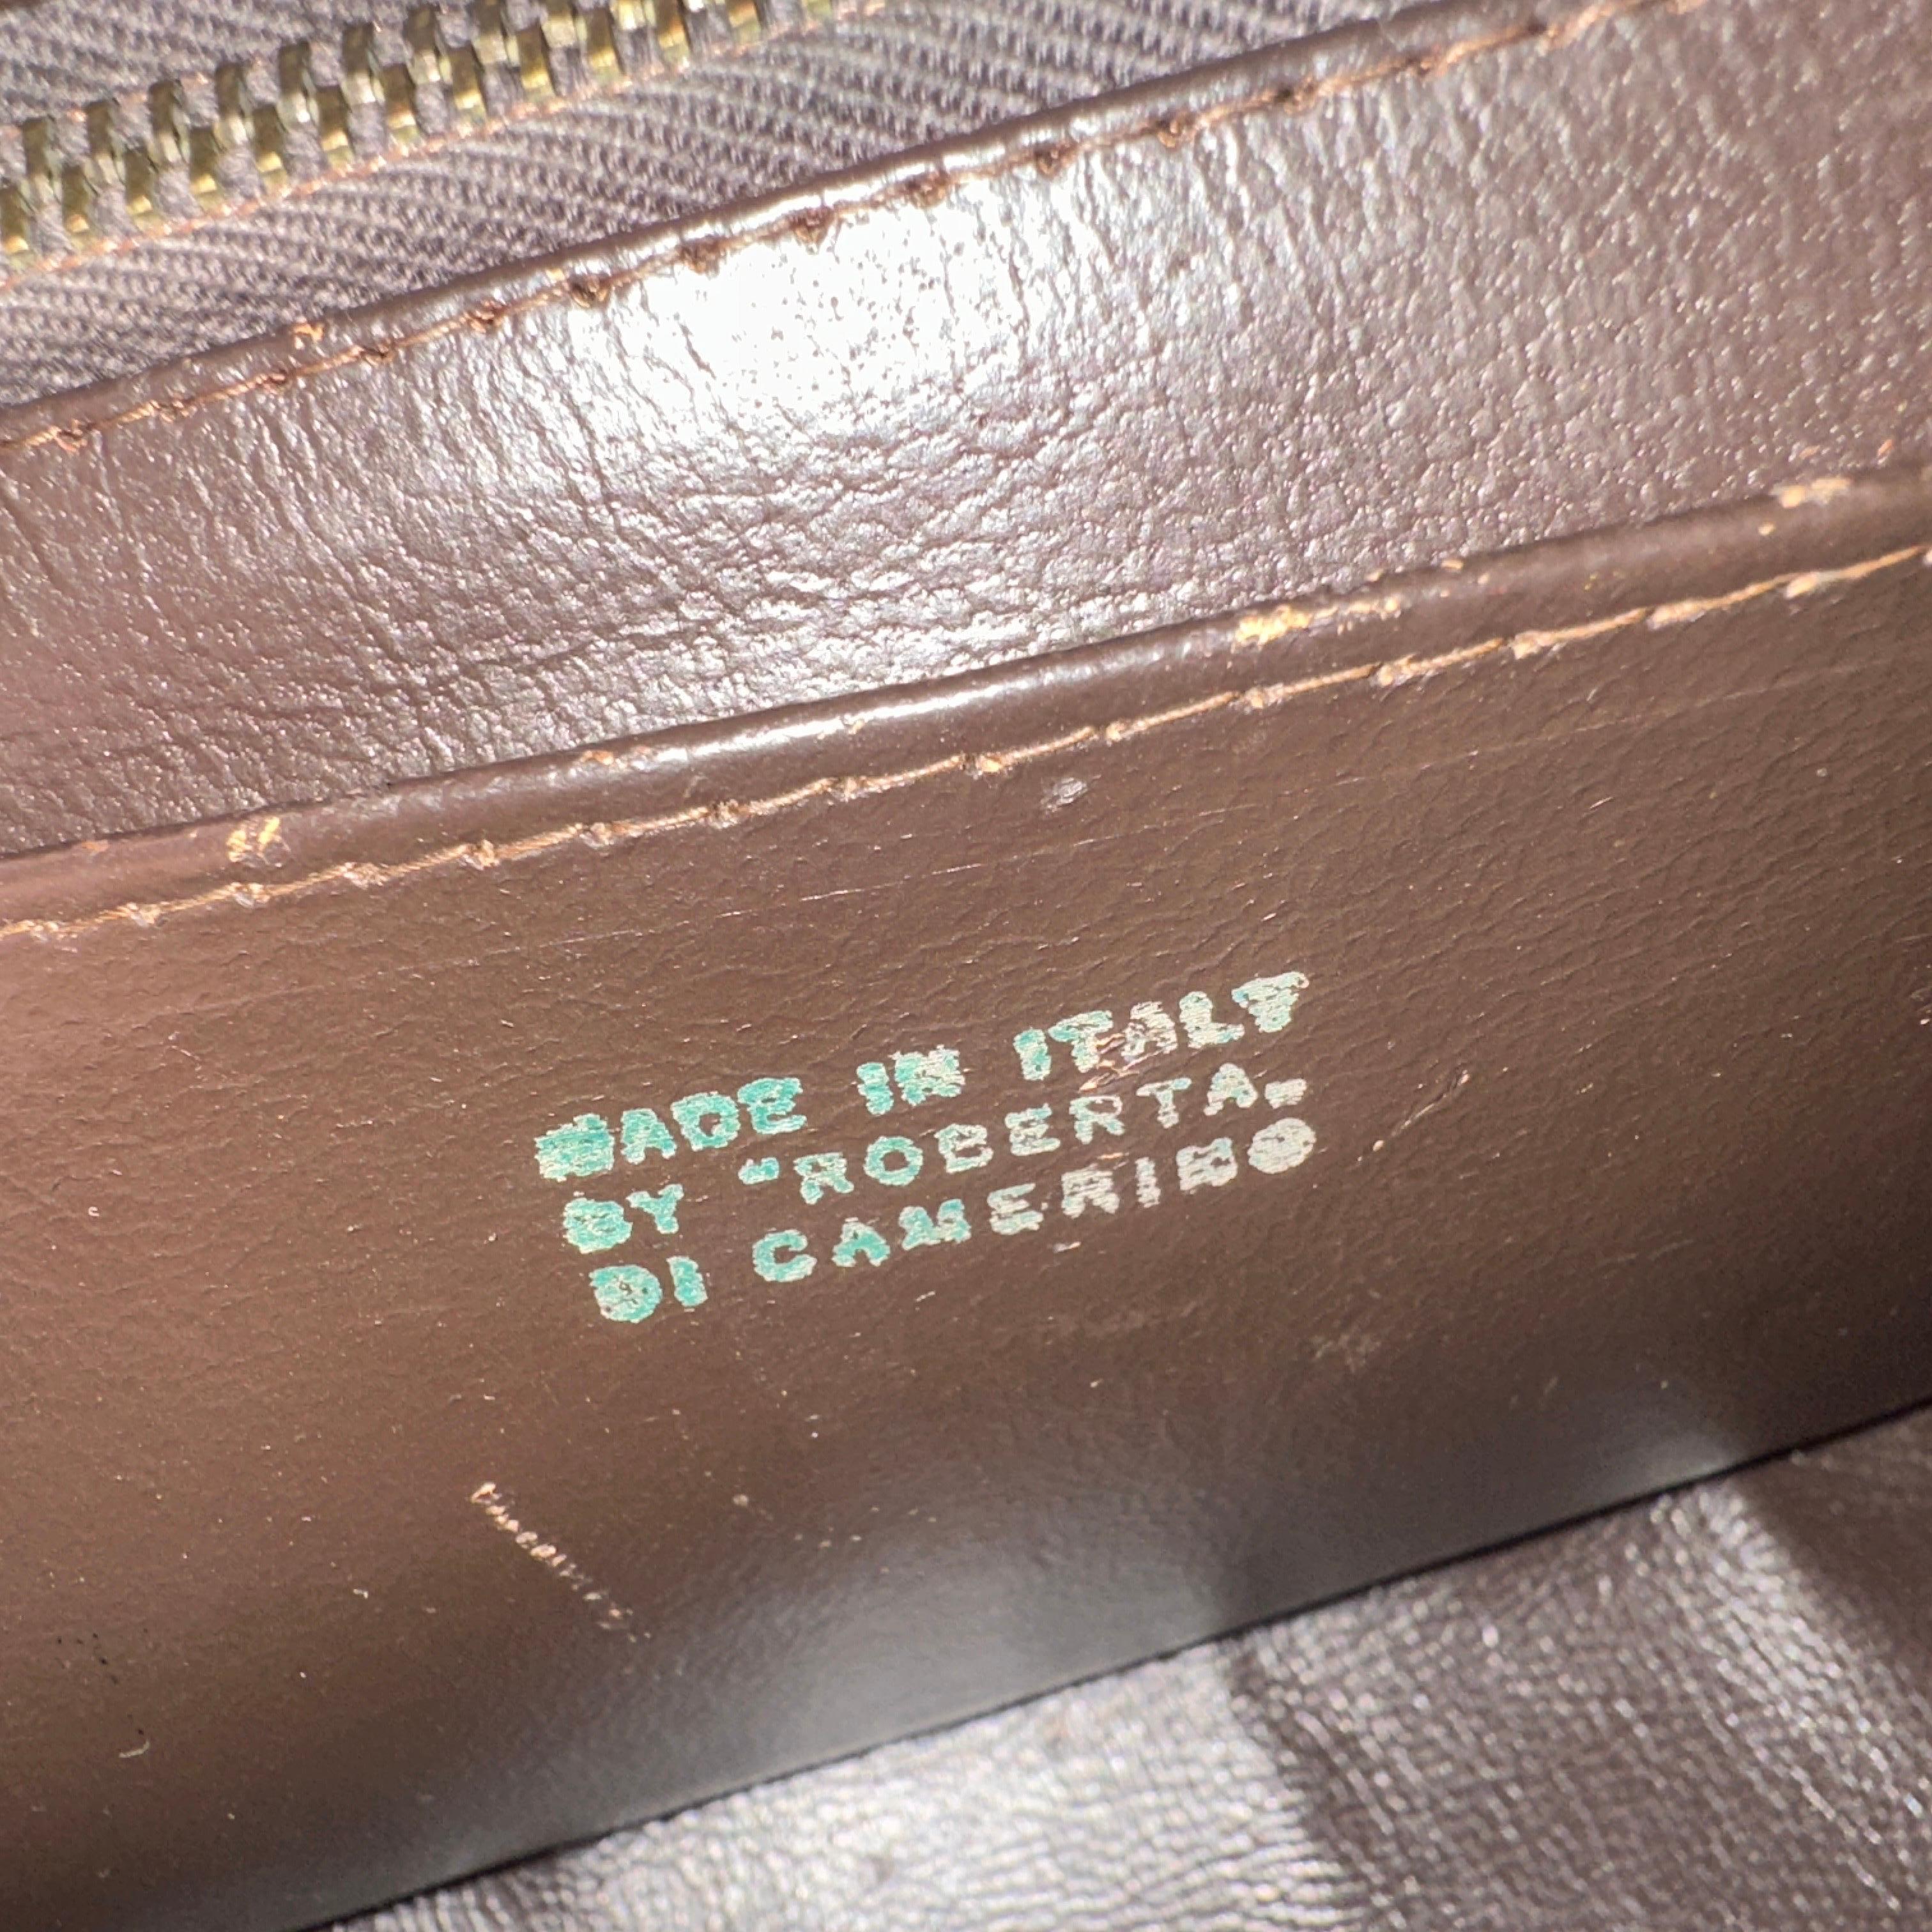 MADE IN ITALY
BY "ROBERTA"
DI CAMERINO